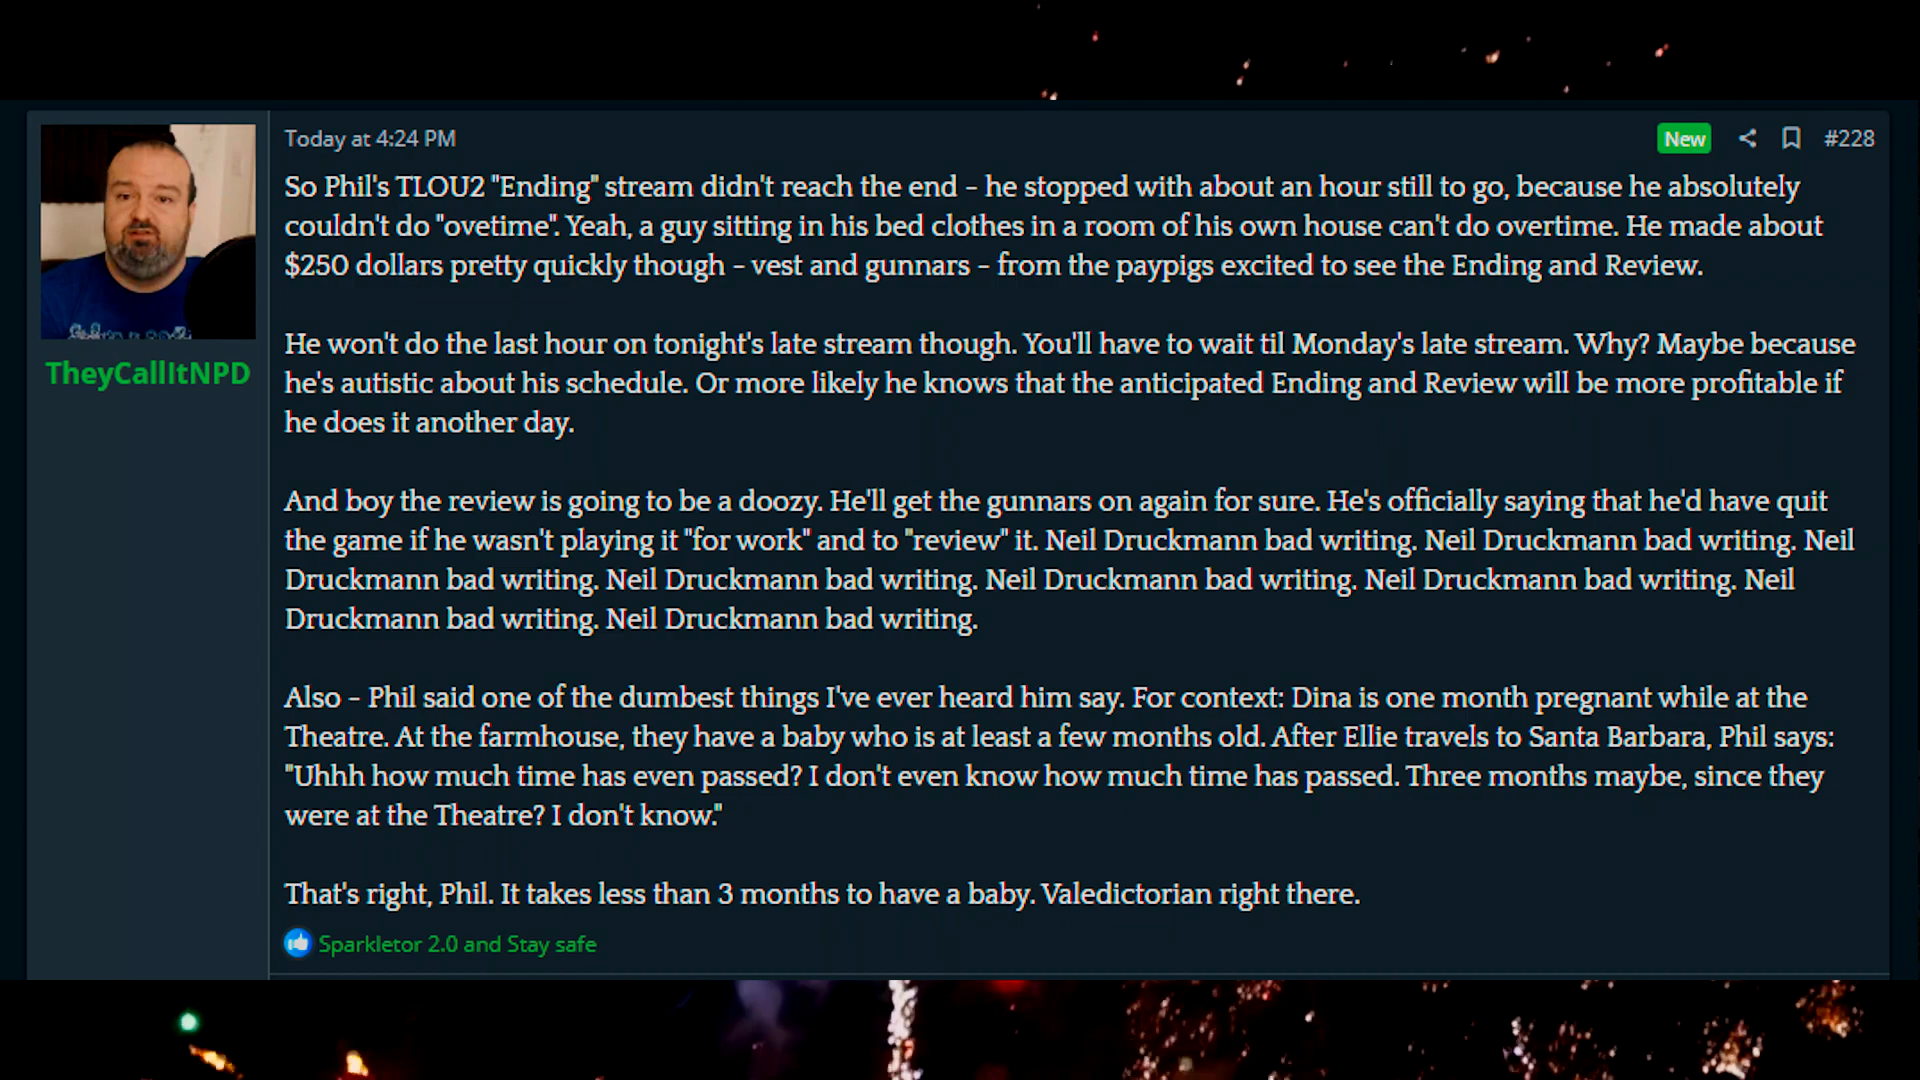 Today at 4:24 PM
New
#228
So Phil's TLOU2 "Ending" stream didn't reach the end - he stopped with about an hour still to go, because he absolutely
couldn't do "ovetime". Yeah, a guy sitting in his bed clothes in a room of his own house can't do overtime. He made about
$250 dollars pretty quickly though - vest and gunnars - from the paypigs excited to see the Ending and Review.
TheyCallItNPD
He won't do the last hour on tonight's late stream though. You'll have to wait til Monday's late stream. Why? Maybe because
he's autistic about his schedule. Or more likely he knows that the anticipated Ending and Review will be more profitable if
he does it another day.
And boy the review is going to be a doozy. He'll get the gunnars on again for sure. He's officially saying that he'd have quit
the game if he wasn't playing it "for work" and to "review" it. Neil Druckmann bad writing. Neil Druckmann bad writing. Neil
Druckmann bad writing. Neil Druckmann bad writing. Neil Druckmann bad writing. Neil Druckmann bad writing. Neil
Druckmann bad writing. Neil Druckmann bad writing.
Also - Phil said one of the dumbest things I've ever heard him say. For context: Dina is one month pregnant while at the
Theatre. At the farmhouse, they have a baby who is at least a few months old. After Ellie travels to Santa Barbara, Phil says:
"Uhhh how much time has even passed? I don't even know how much time has passed. Three months maybe, since they
were at the Theatre? I don't know."
That's right, Phil. It takes less than 3 months to have a baby. Valedictorian right there.
Sparkletor 2.0 and Stay safe